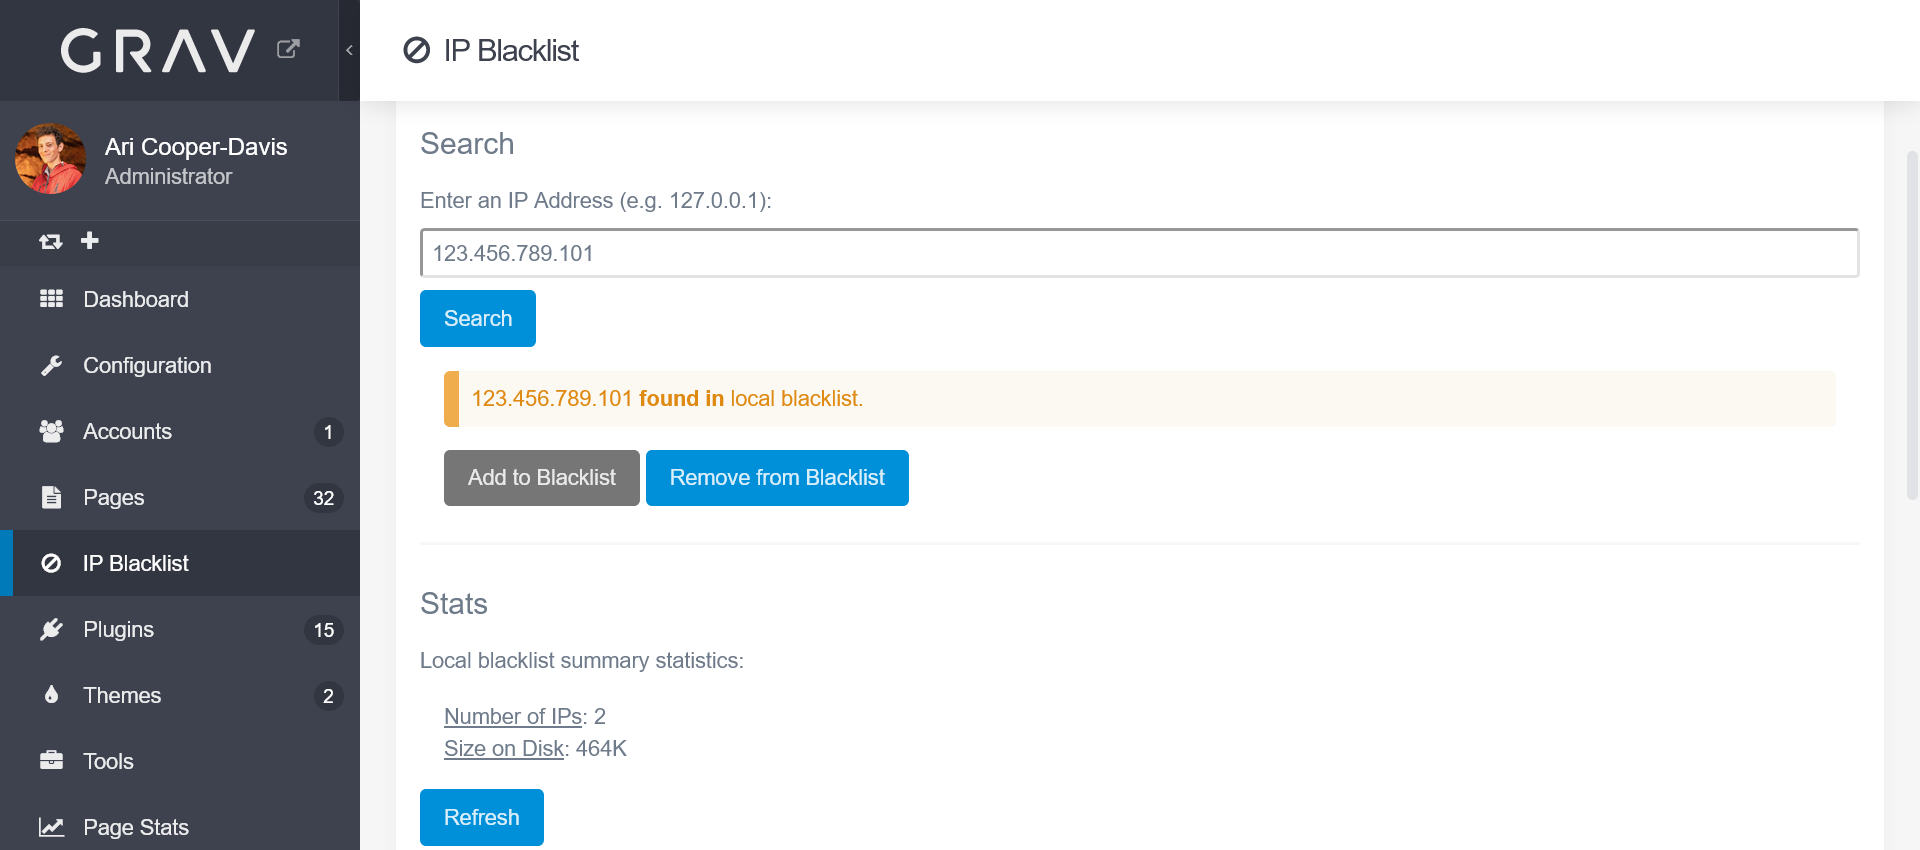 GRAV
Ari Cooper-Davis
Administrator
Dashboard
Configuration
Accounts 1
Pages 32
IP Blacklist
Plugins 15
Themes 2
Tools
Page Stats
IP Blacklist
Search
Enter an IP Address (e.g. 127.0.0.1):
123.456.789.101
Search
123.456.789.101 found in local blacklist.
Add to Blacklist Remove from Blacklist
Stats
Local blacklist summary statistics:
Number of IPs: 2
Size on Disk: 464K
Refresh